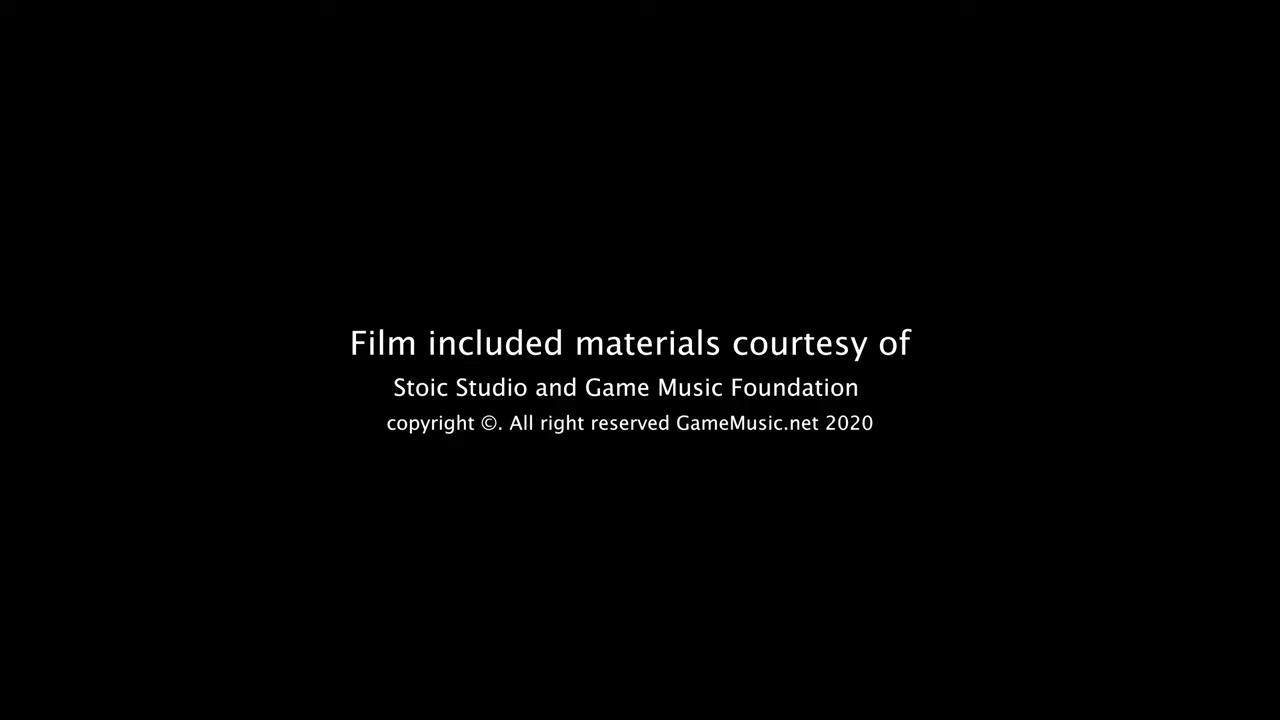 Film included materials courtesy of
Stoic Studio and Game Music Foundation
copyright ©. All right reserved GameMusic.net 2020